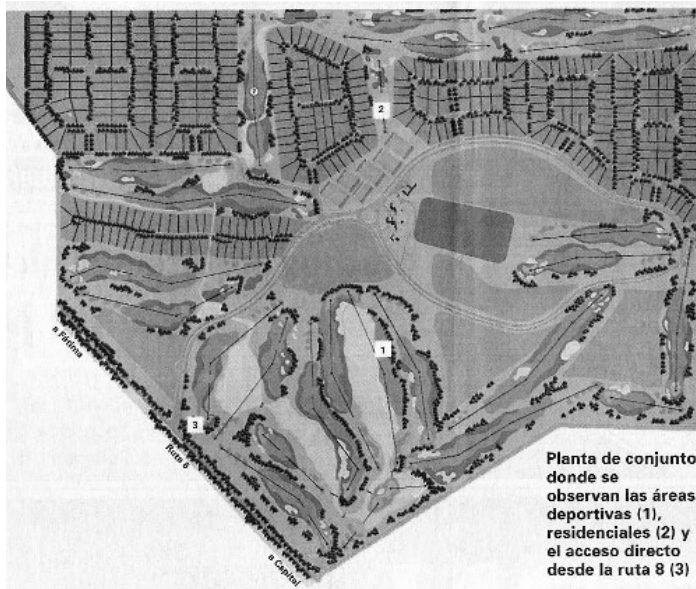 2
1
3
a Fátima
Ruta 8
a Capital
Planta de conjunto
donde se
observan las áreas
deportivas (1),
residenciales (2) y
el acceso directo
desde la ruta 8 (3)